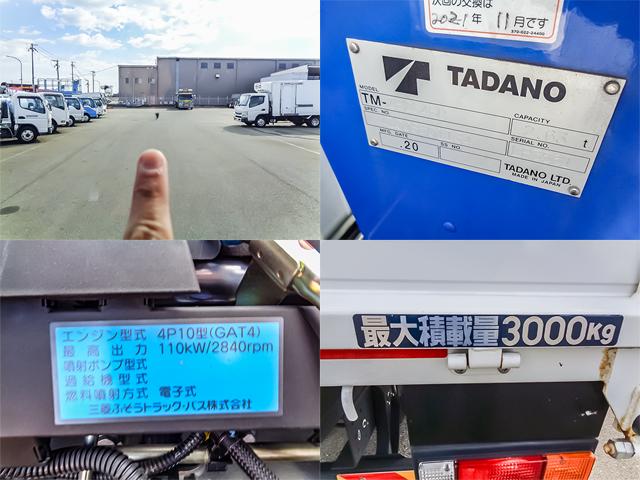 次回の交換は
2021年 11月です
370-622-24400
TADANO
MODEL
TM-
SPEC NO.
CAPACITY
t
MFG. DATE
.20
SS NO.
SERIAL NO.
TADANO LTD.
MADE IN JAPAN
エンジン型式 4P10型(GAT4)
最高出力 110kW/2840rpm
噴射ポンプ型式
過給機型式
燃料噴射方式 電子式
三菱ふそうトラック・バス株式会社
最大積載量3000Kg